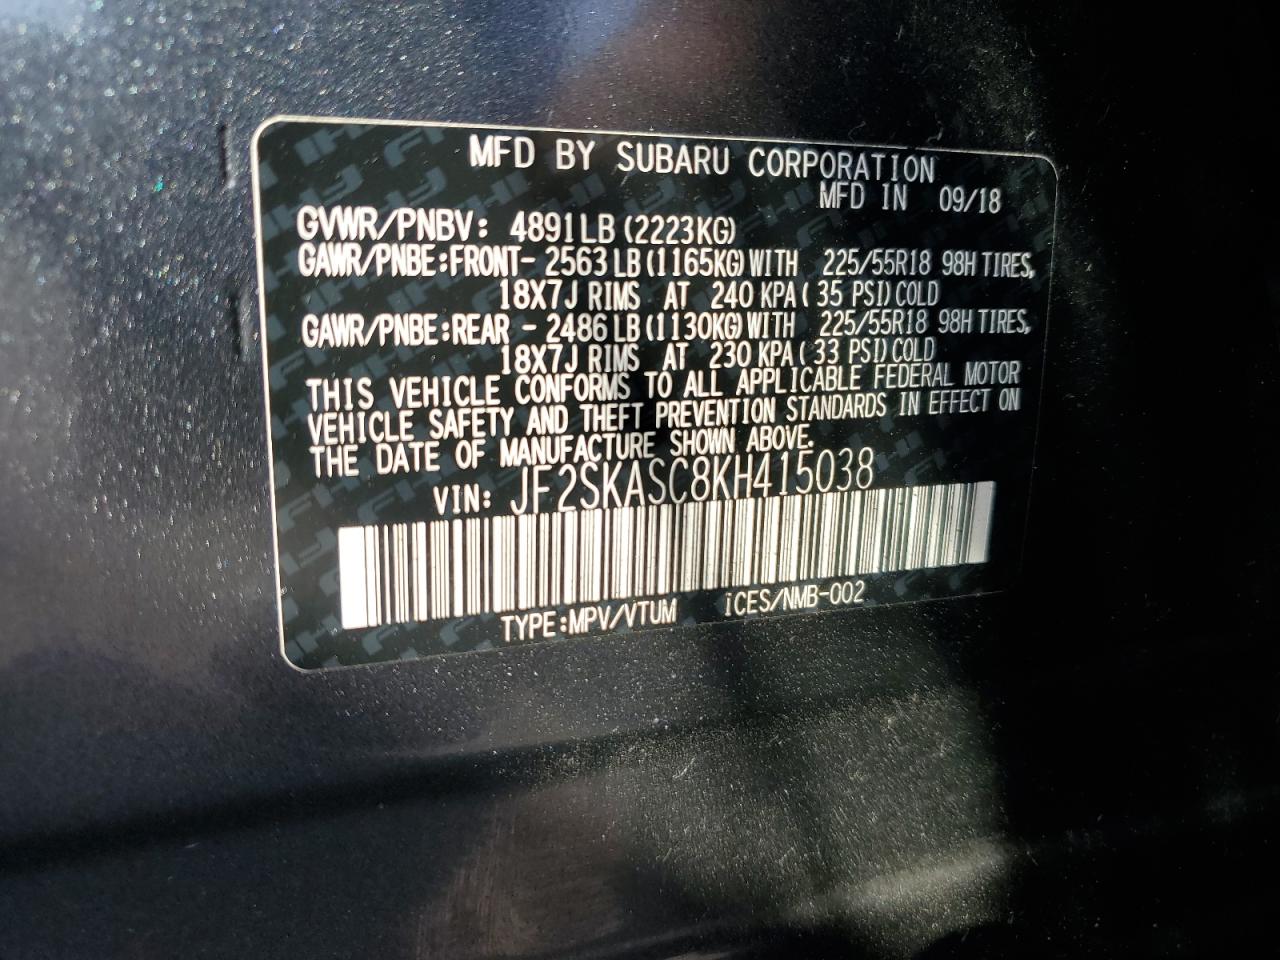 MFD BY SUBARU CORPORATION
MFD IN 09/18
GVWR/PNBV: 4891LB (2223KG)
GAWR/PNBE:FRONT- 2563 LB (1165KG) WITH 225/55R18 98H TIRES,
18X7J RIMS AT 240 KPA ( 35 PSI) COLD
GAWR/PNBE:REAR - 2486 LB (1130KG) WITH 225/55R18 98H TIRES,
18X7J RIMS AT 230 KPA ( 33 PSI) COLD
THIS VEHICLE CONFORMS TO ALL APPLICABLE FEDERAL MOTOR
VEHICLE SAFETY AND THEFT PREVENTION STANDARDS IN EFFECT ON
THE DATE OF MANUFACTURE SHOWN ABOVE.
VIN: JF2SKASC8KH415038
TYPE:MPV/VTUM iCES/NMB-002